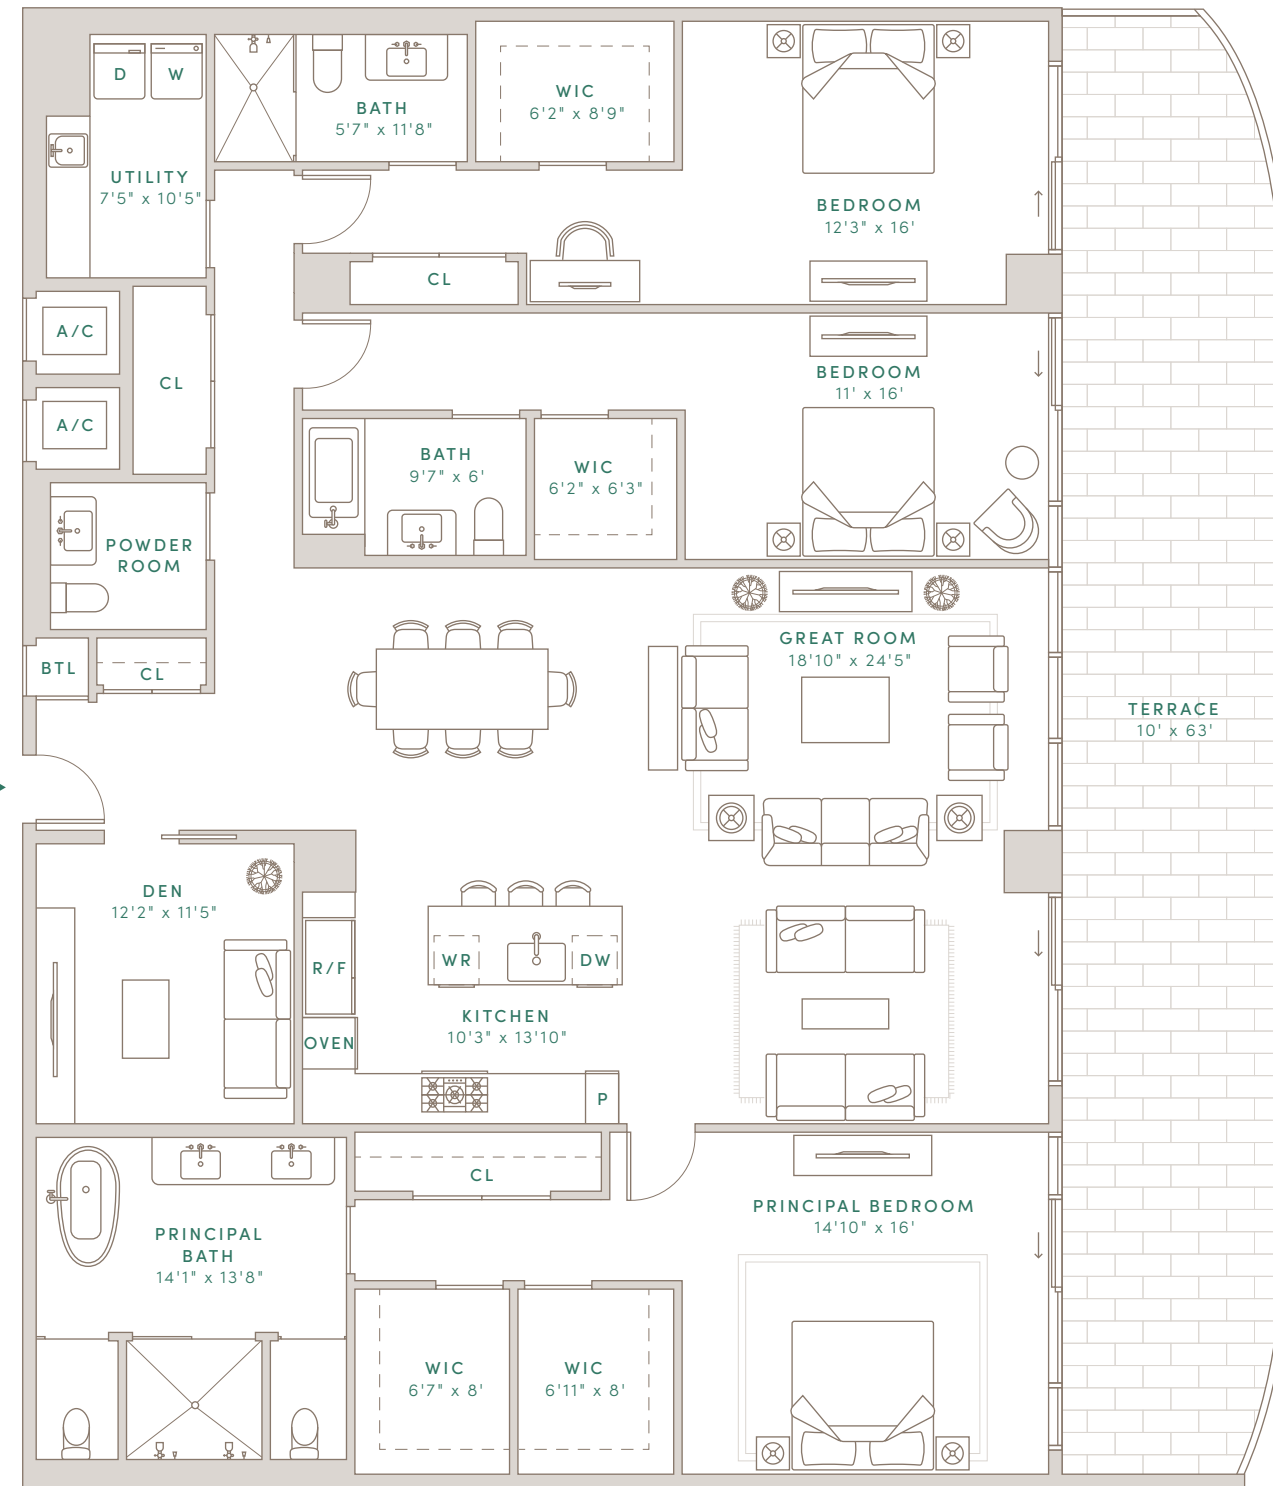 D
W
BATH
5'7" x 11'8"
WIC
6'2" x 8'9"
UTILITY
7'5" x 10'5"
BEDROOM
12'3" x 16'
CL
A/C
CL
A/C
BEDROOM
11' x 16'
BATH
9'7" x 6'
WIC
6'2" x 6'3"
POWDER
ROOM
BTL
CL
GREAT ROOM
18'10" x 24'5"
TERRACE
10' x 63'
DEN
12'2" x 11'5"
R/F
WR
DW
KITCHEN
10'3" x 13'10"
OVEN
P
CL
PRINCIPAL BEDROOM
14'10" x 16'
PRINCIPAL
BATH
14'1" x 13'8"
WIC
6'7" x 8'
WIC
6'11" x 8'